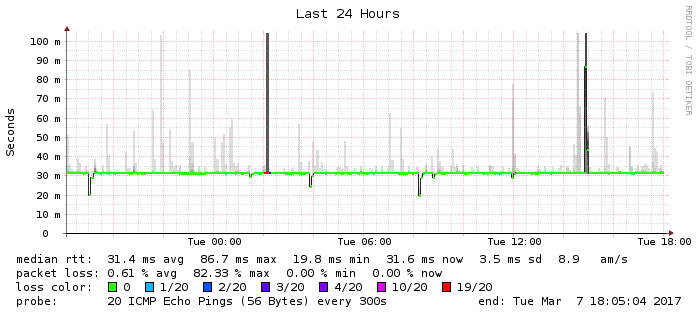 Last 24 Hours
RRDTOOL / TOBI OETIKER
Seconds
100 m
90 m
80 m
70 m
60 m
50 m
40 m
30 m
20 m
10 m
0
Tue 00:00 Tue 06:00 Tue 12:00 Tue 18:00
median rtt: 31.4 ms avg 86.7 ms max 19.8 ms min 31.6 ms now 3.5 ms sd 8.9 am/s
packet loss: 0.61 % avg 82.33 % max 0.00 % min 0.00 % now
loss color: 0 1/20 2/20 3/20 4/20 10/20 19/20
probe: 20 ICMP Echo Pings (56 Bytes) every 300s end: Tue Mar 7 18:05:04 2017